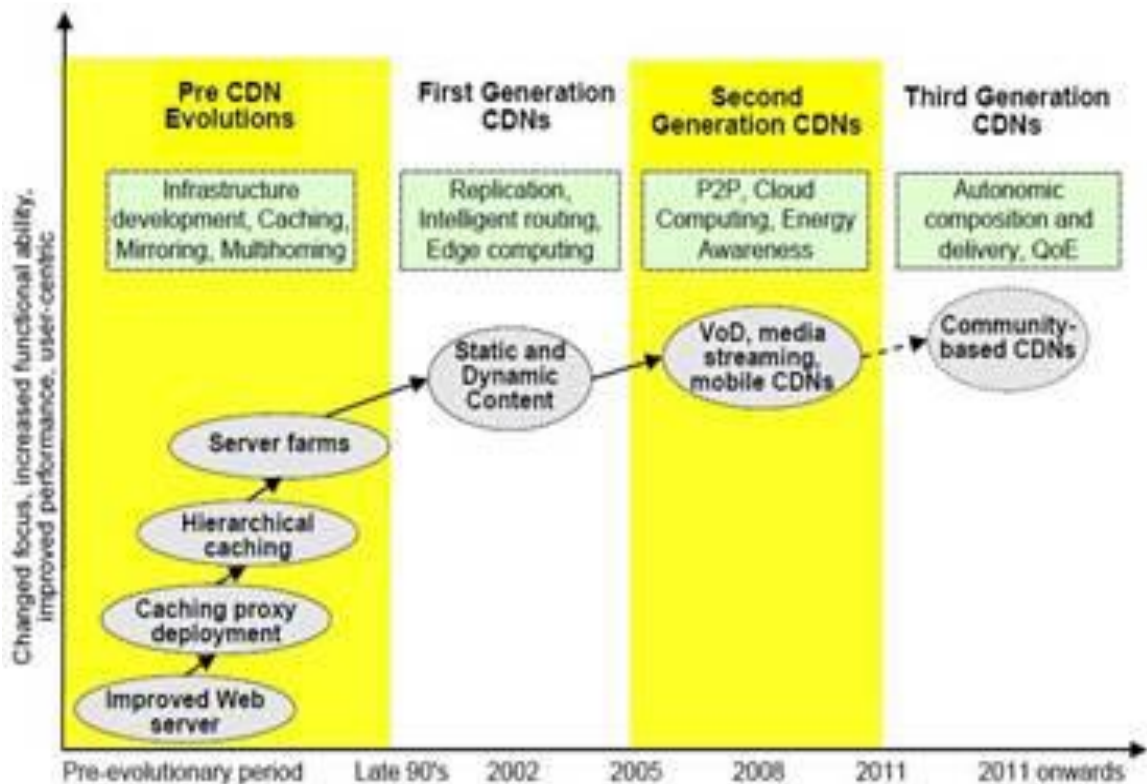 Changed focus, increased functional ability,
improved performance, user-centric
Pre CDN
Evolutions
First Generation
CDNs
Second
Generation CDNs
Third Generation
CDNs
Infrastructure
development, Caching,
Mirroring, Multihoming
Replication,
Intelligent routing,
Edge computing
P2P, Cloud
Computing, Energy
Awareness
Autonomic
composition and
delivery, QoE
Static and
Dynamic
Content
VoD, media
streaming,
mobile CDNs
Community-
based CDNs
Server farms
Hierarchical
caching
Caching proxy
deployment
Improved Web
server
Pre-evolutionary period
Late 90's
2002
2005
2008
2011
2011 onwards